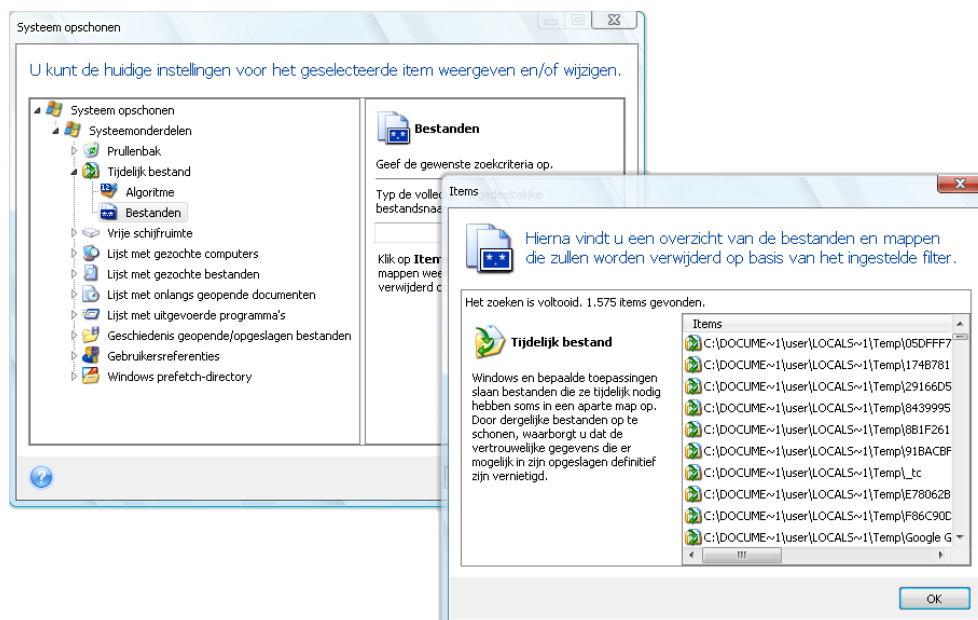 Systeem opschonen
U kunt de huidige instellingen voor het geselecteerde item weergeven en/of wijzigen.
Systeem opschonen
Systeemonderdelen
Prullenbak
Tijdelijk bestand
Algoritme
Bestanden
Vrije schijfruimte
Lijst met gezochte computers
Lijst met gezochte bestanden
Lijst met onlangs geopende documenten
Lijst met uitgevoerde programma's
Geschiedenis geopende/opgeslagen bestanden
Gebruikersreferenties
Windows prefetch-directory
Bestanden
Geef de gewenste zoekcriteria op.
Typ de volledige gedeeltelijke
bestandsnaa
Klik op Item
mappen wee
verwijderd o
Items
Hierna vindt u een overzicht van de bestanden en mappen
die zullen worden verwijderd op basis van het ingestelde filter.
Het zoeken is voltooid. 1.575 items gevonden.
Tijdelijk bestand
Windows en bepaalde toepassingen
slaan bestanden die ze tijdelijk nodig
hebben soms in een aparte map op.
Door dergelijke bestanden op te
schonen, waarborgt u dat de
vertrouwelijke gegevens die er
mogelijk in zijn opgeslagen definitief
zijn vernietigd.
Items
C:\DOCUME~1\user\LOCALS~1\Temp\05DFFF7
C:\DOCUME~1\user\LOCALS~1\Temp\174B781
C:\DOCUME~1\user\LOCALS~1\Temp\29166D5
C:\DOCUME~1\user\LOCALS~1\Temp\8439995
C:\DOCUME~1\user\LOCALS~1\Temp\8B1F261
C:\DOCUME~1\user\LOCALS~1\Temp\91BACBF
C:\DOCUME~1\user\LOCALS~1\Temp\_tc
C:\DOCUME~1\user\LOCALS~1\Temp\E78062B
C:\DOCUME~1\user\LOCALS~1\Temp\F86C90D
C:\DOCUME~1\user\LOCALS~1\Temp\Google G
OK